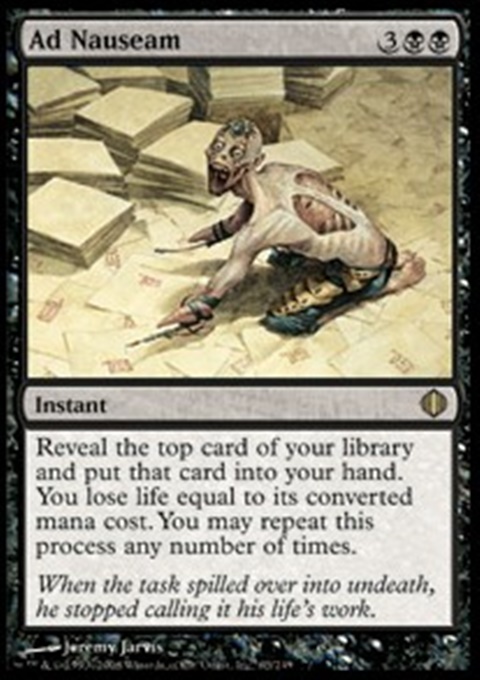 Ad Nauseam 3
Instant
Reveal the top card of your library
and put that card into your hand.
You lose life equal to its converted
mana cost. You may repeat this
process any number of times.
When the task spilled over into undeath,
he stopped calling it his life's work.
Jeremy Jarvis